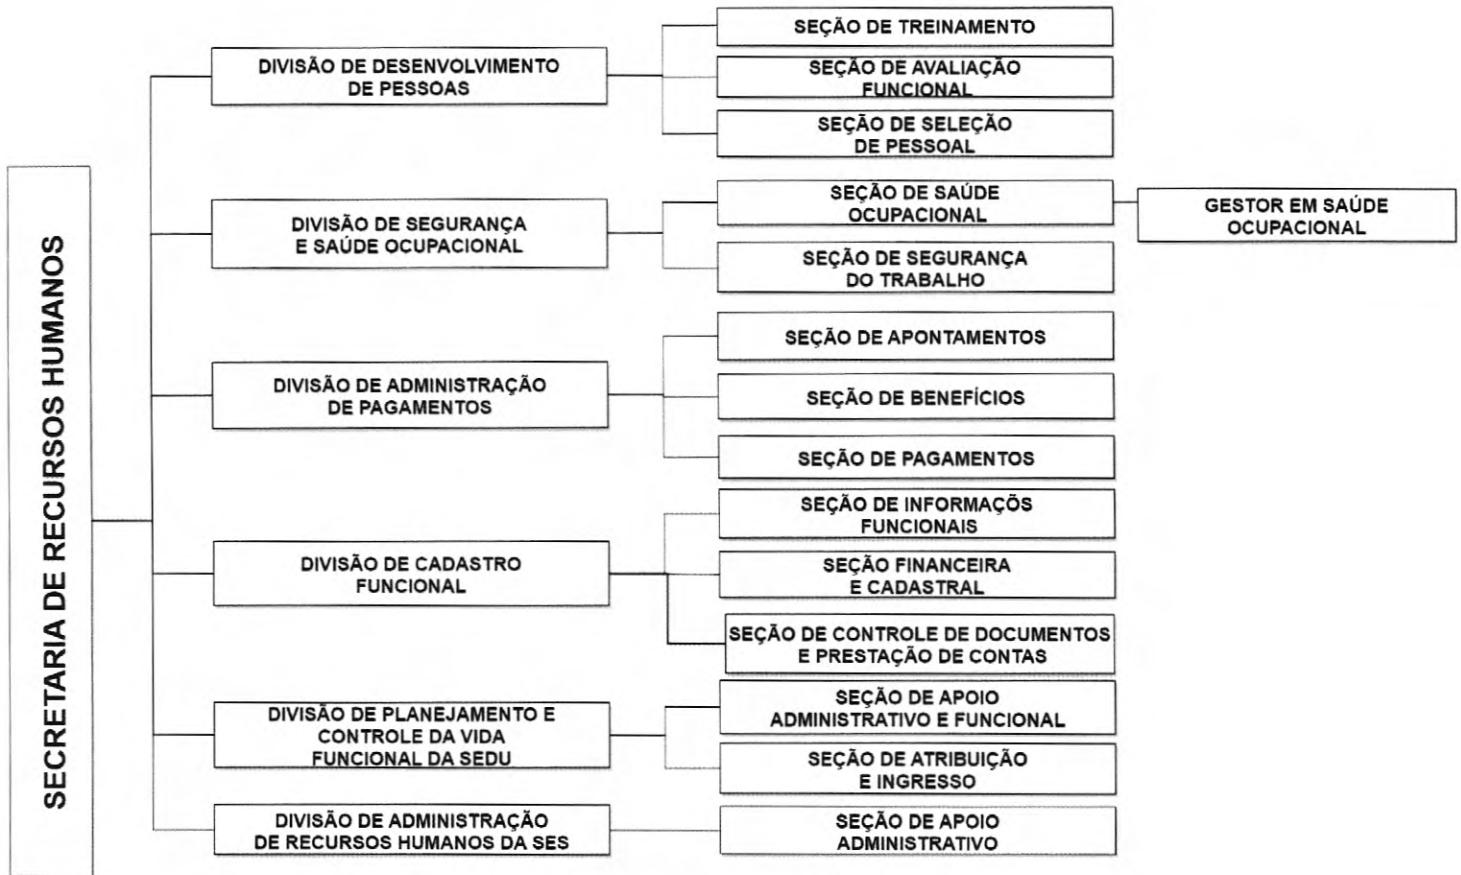 SECRETARIA DE RECURSOS HUMANOS
DIVISÃO DE DESENVOLVIMENTO
DE PESSOAS
SEÇÃO DE TREINAMENTO
SEÇÃO DE AVALIAÇÃO
FUNCIONAL
SEÇÃO DE SELEÇÃO
DE PESSOAL
DIVISÃO DE SEGURANÇA
E SAÚDE OCUPACIONAL
SEÇÃO DE SAÚDE
OCUPACIONAL
GESTOR EM SAÚDE
OCUPACIONAL
SEÇÃO DE SEGURANÇA
DO TRABALHO
DIVISÃO DE ADMINISTRAÇÃO
DE PAGAMENTOS
SEÇÃO DE APONTAMENTOS
SEÇÃO DE BENEFÍCIOS
SEÇÃO DE PAGAMENTOS
DIVISÃO DE CADASTRO
FUNCIONAL
SEÇÃO DE INFORMAÇÕS
FUNCIONAIS
SEÇÃO FINANCEIRA
E CADASTRAL
SEÇÃO DE CONTROLE DE DOCUMENTOS
E PRESTAÇÃO DE CONTAS
DIVISÃO DE PLANEJAMENTO E
CONTROLE DA VIDA
FUNCIONAL DA SEDU
SEÇÃO DE APOIO
ADMINISTRATIVO E FUNCIONAL
SEÇÃO DE ATRIBUIÇÃO
E INGRESSO
DIVISÃO DE ADMINISTRAÇÃO
DE RECURSOS HUMANOS DA SES
SEÇÃO DE APOIO
ADMINISTRATIVO